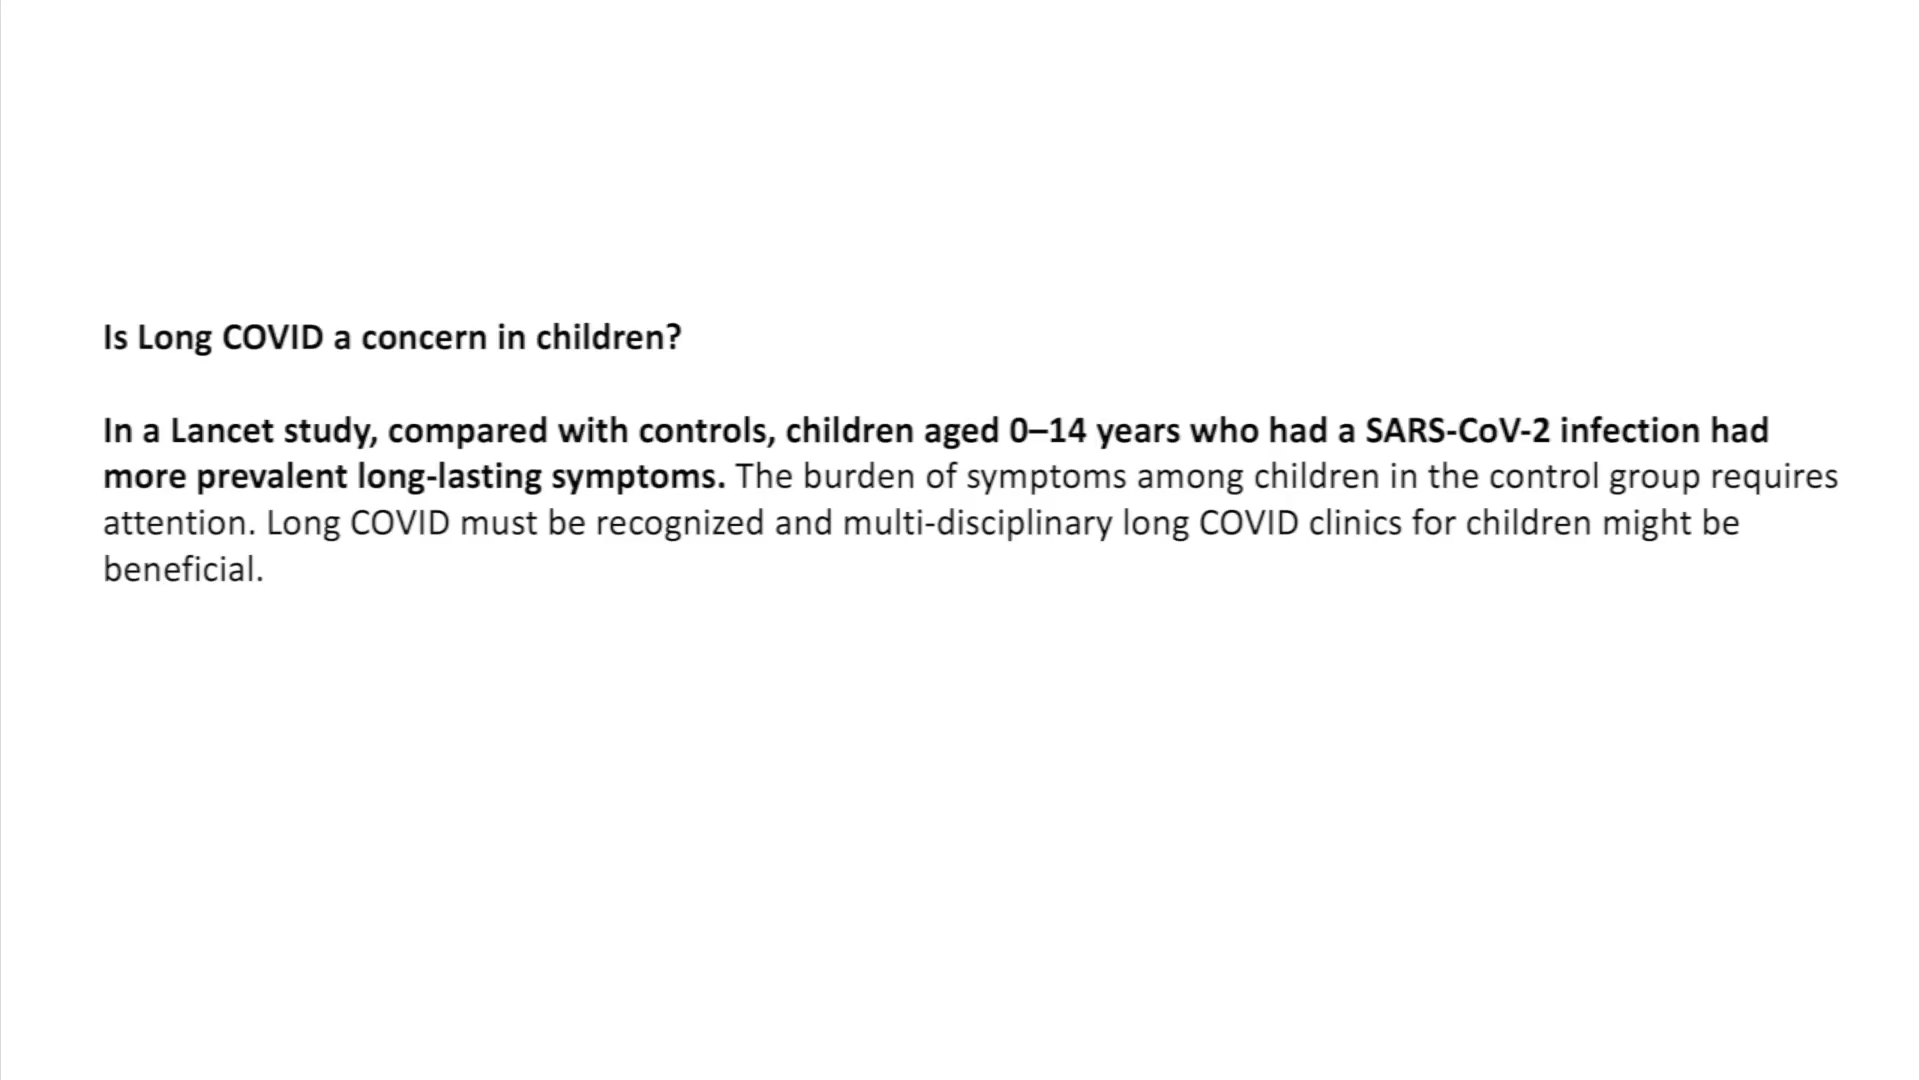 Is Long COVID a concern in children?
In a Lancet study, compared with controls, children aged 0–14 years who had a SARS-CoV-2 infection had
more prevalent long-lasting symptoms. The burden of symptoms among children in the control group requires
attention. Long COVID must be recognized and multi-disciplinary long COVID clinics for children might be
beneficial.